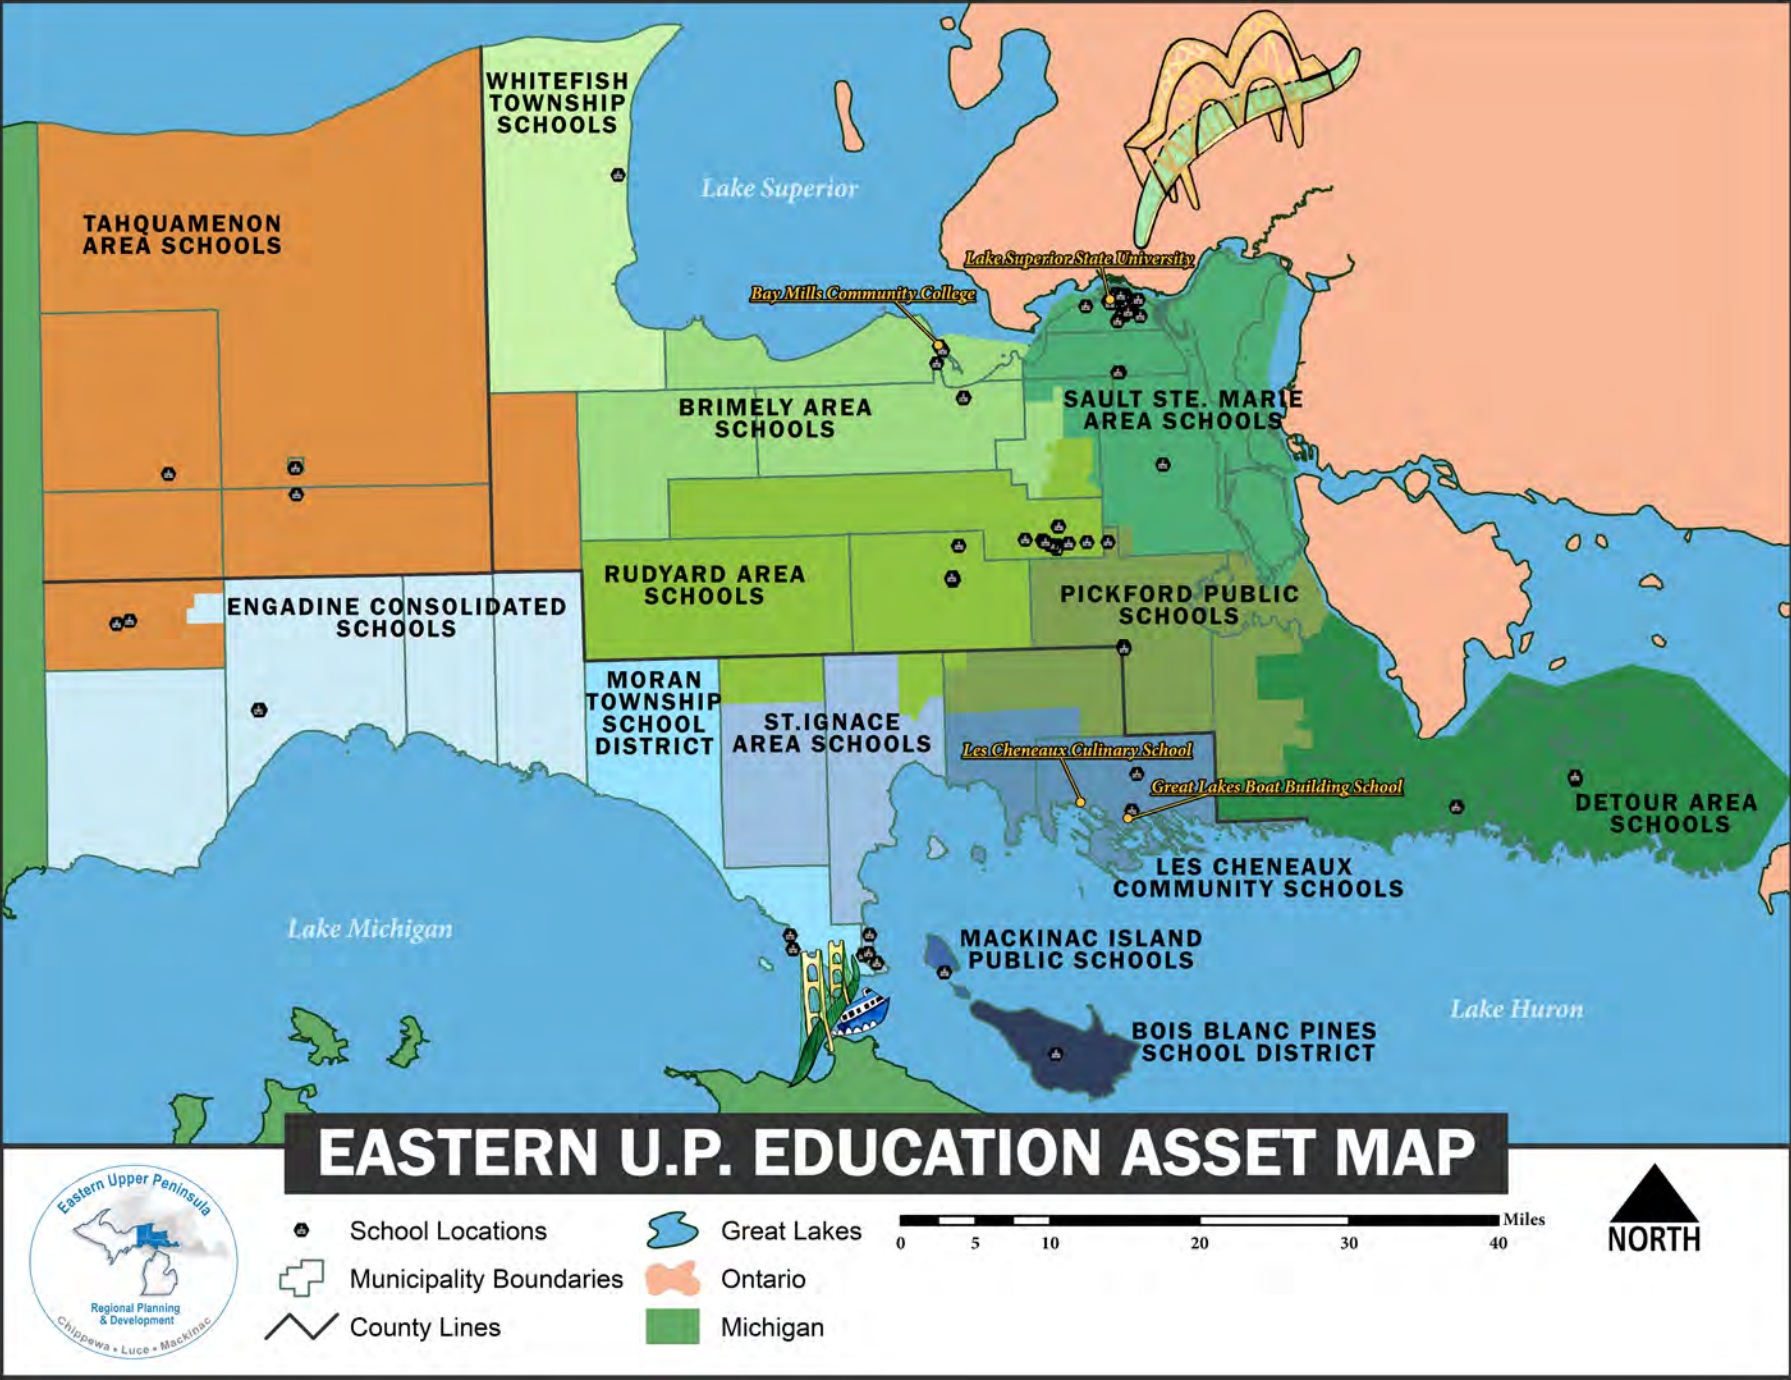 WHITEFISH
TOWNSHIP
SCHOOLS
TAHQUAMENON
AREA SCHOOLS
Lake Superior
Lake Superior State University
Bay Mills Community College
BRIMELY AREA
SCHOOLS
SAULT STE. MARIE
AREA SCHOOLS
RUDYARD AREA
SCHOOLS
PICKFORD PUBLIC
SCHOOLS
ENGADINE CONSOLIDATED
SCHOOLS
MORAN
TOWNSHIP
SCHOOL
DISTRICT
ST.IGNACE
AREA SCHOOLS
Les Cheneaux Culinary School
Great Lakes Boat Building School
DETOUR AREA
SCHOOLS
LES CHENEAUX
COMMUNITY SCHOOLS
Lake Michigan
MACKINAC ISLAND
PUBLIC SCHOOLS
Lake Huron
BOIS BLANC PINES
SCHOOL DISTRICT
EASTERN U.P. EDUCATION ASSET MAP
Eastern Upper Peninsula
Regional Planning
& Development
Chippewa • Luce • Mackinac
School Locations
Municipality Boundaries
County Lines
Great Lakes
Ontario
Michigan
Miles
0 5 10 20 30 40
NORTH